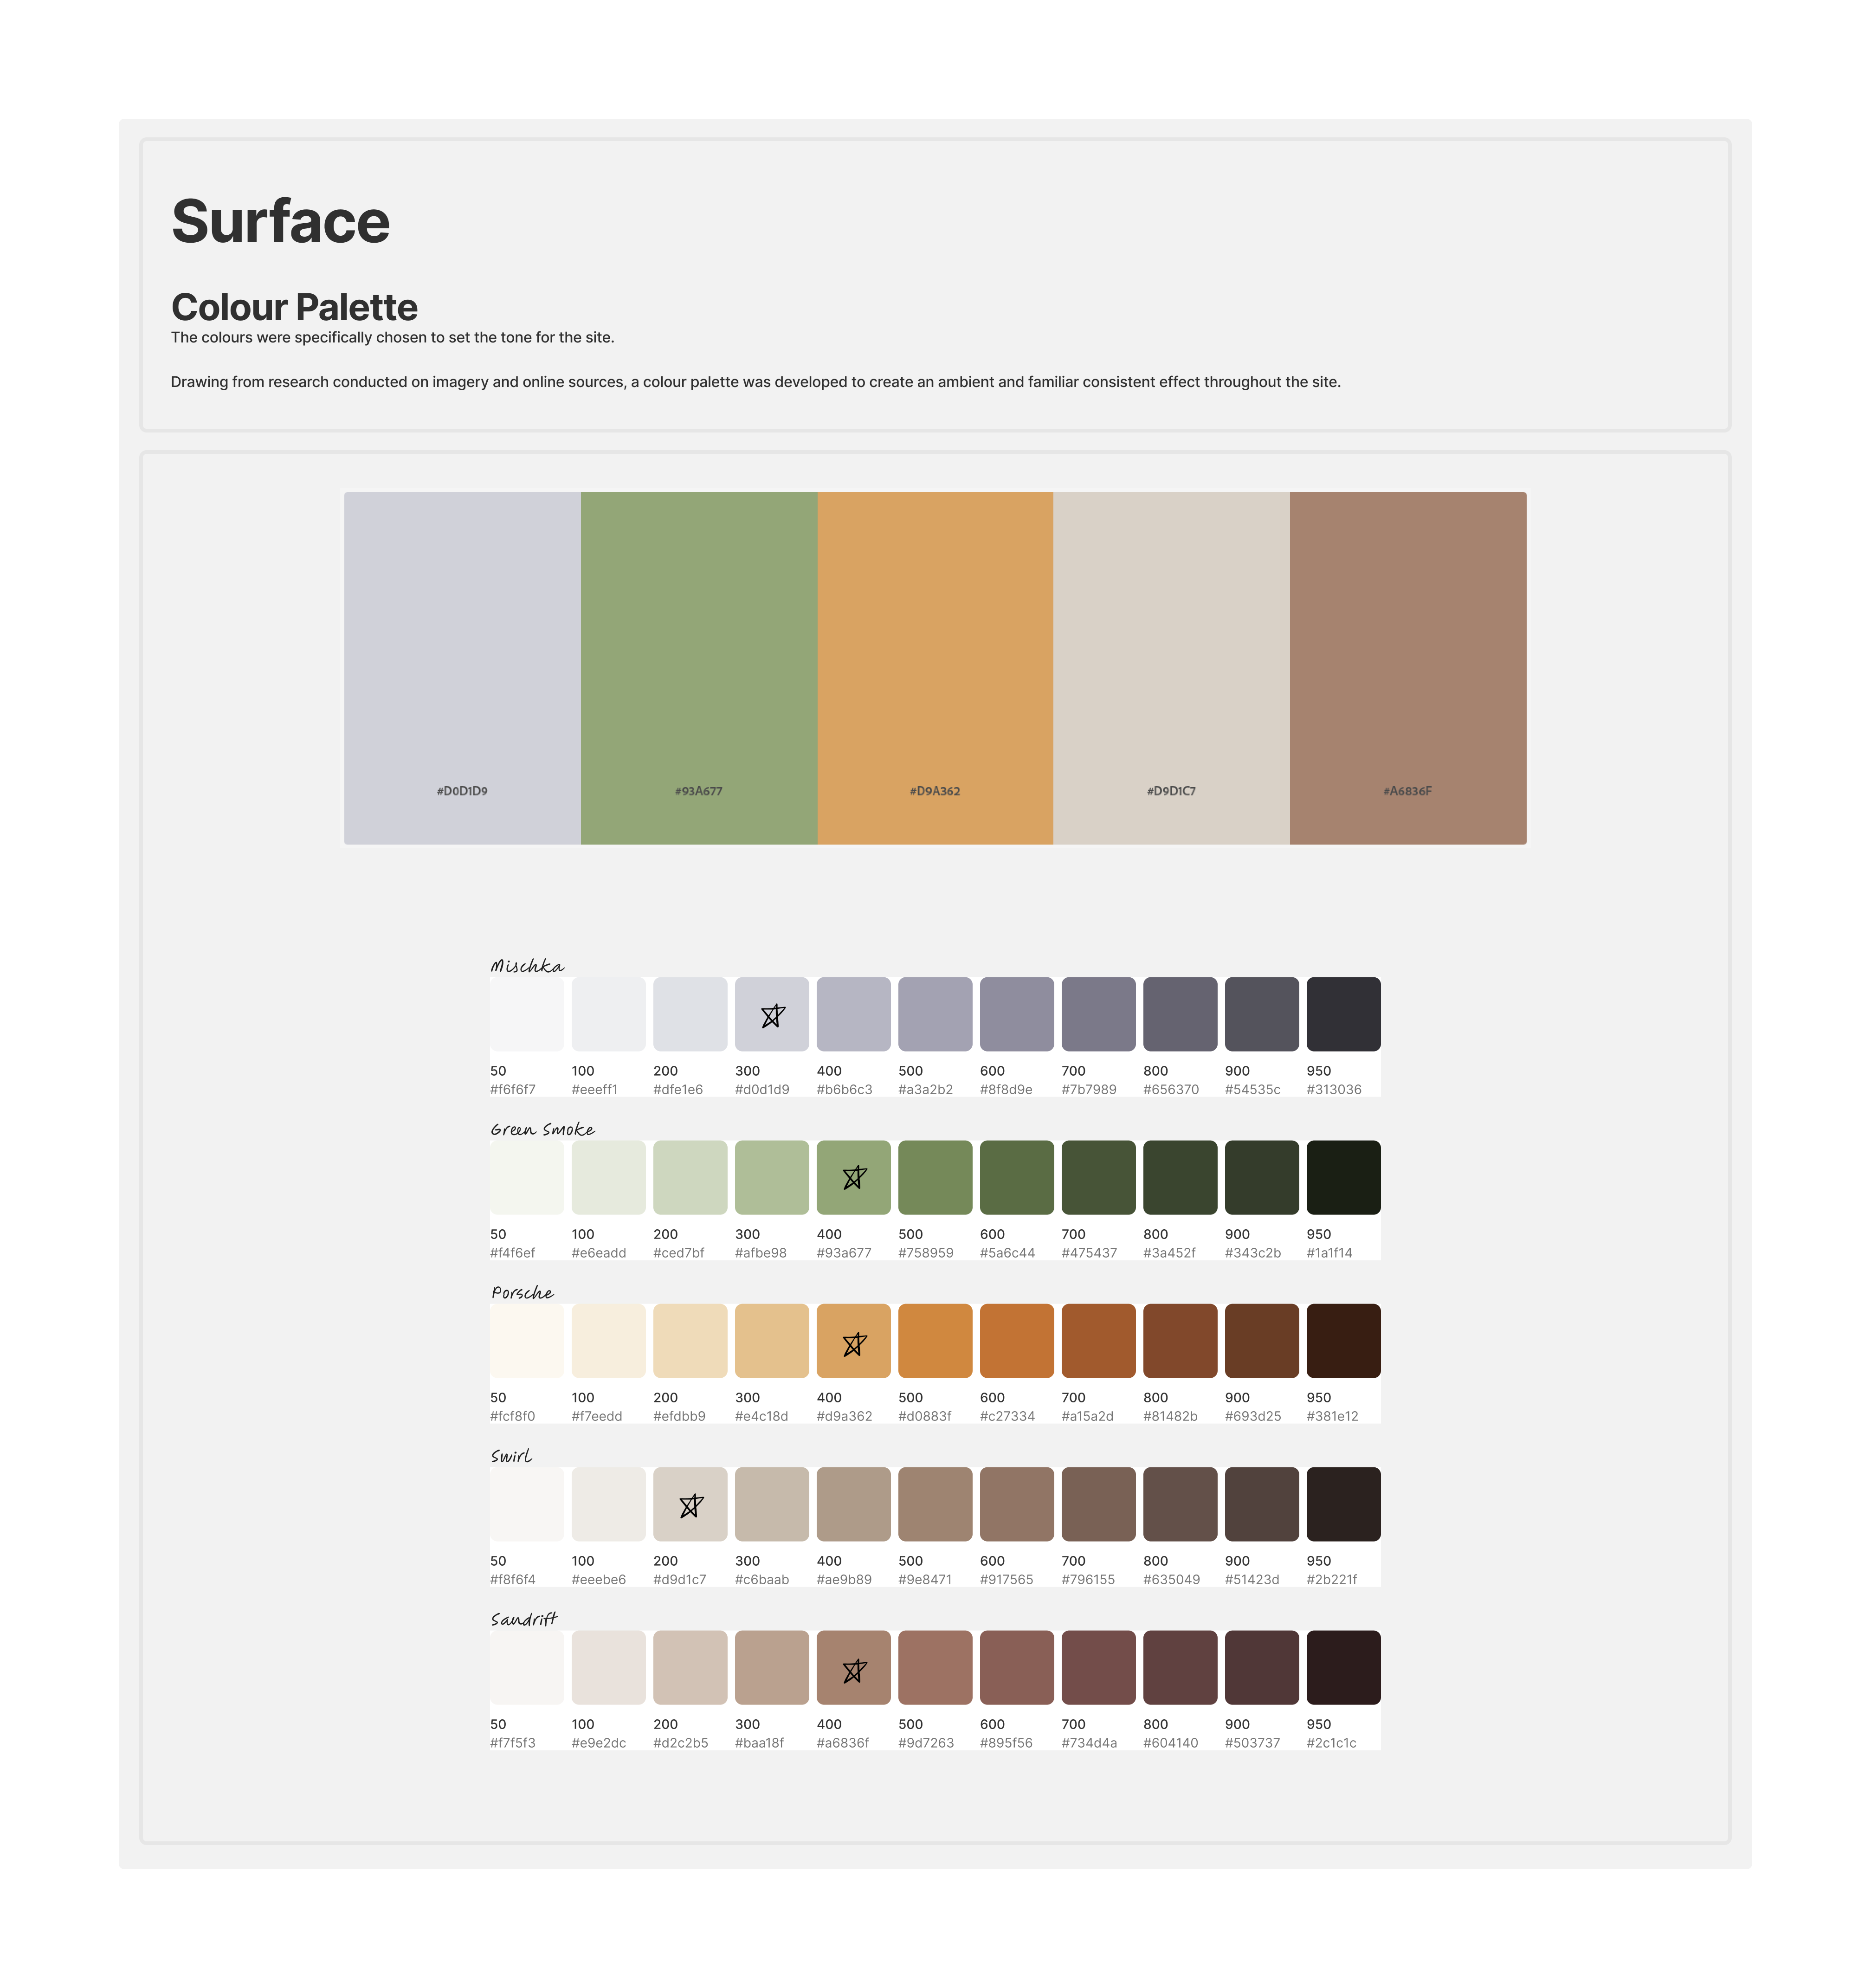 Surface
Colour Palette
The colours were specifically chosen to set the tone for the site.
Drawing from research conducted on imagery and online sources, a colour palette was developed to create an ambient and familiar consistent effect throughout the site.
#D0D1D9 #93A677 #D9A362 #D9D1C7 #A6836F
Mischka
50 100 200 300 400 500 600 700 800 900 950
#f6f6f7 #eeeff1 #dfe1e6 #d0d1d9 #b6b6c3 #a3a2b2 #8f8d9e #7b7989 #656370 #54535c #313036
Green Smoke
50 100 200 300 400 500 600 700 800 900 950
#f4f6ef #e6eadd #ced7bf #afbe98 #93a677 #758959 #5a6c44 #475437 #3a452f #343c2b #1a1f14
Porsche
50 100 200 300 400 500 600 700 800 900 950
#fcf8f0 #f7eedd #efdbb9 #e4c18d #d9a362 #d0883f #c27334 #a15a2d #81482b #693d25 #381e12
Swirl
50 100 200 300 400 500 600 700 800 900 950
#f8f6f4 #eeebe6 #d9d1c7 #c6baab #ae9b89 #9e8471 #917565 #796155 #635049 #51423d #2b221f
Sandrift
50 100 200 300 400 500 600 700 800 900 950
#f7f5f3 #e9e2dc #d2c2b5 #baa18f #a6836f #9d7263 #895f56 #734d4a #604140 #503737 #2c1c1c